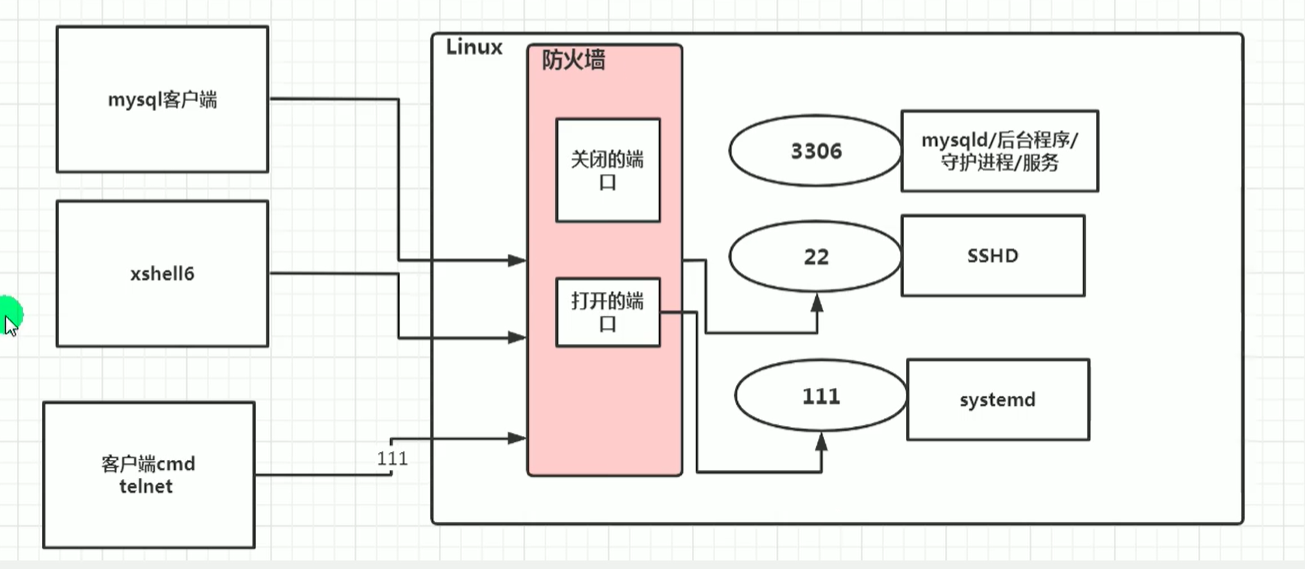 Linux
防火墙
mysql客户端
关闭的端
口
3306
mysqld/后台程序/
守护进程/服务
xshell6
22
SSHD
打开的端
口
客户端cmd
telnet
111
111
systemd